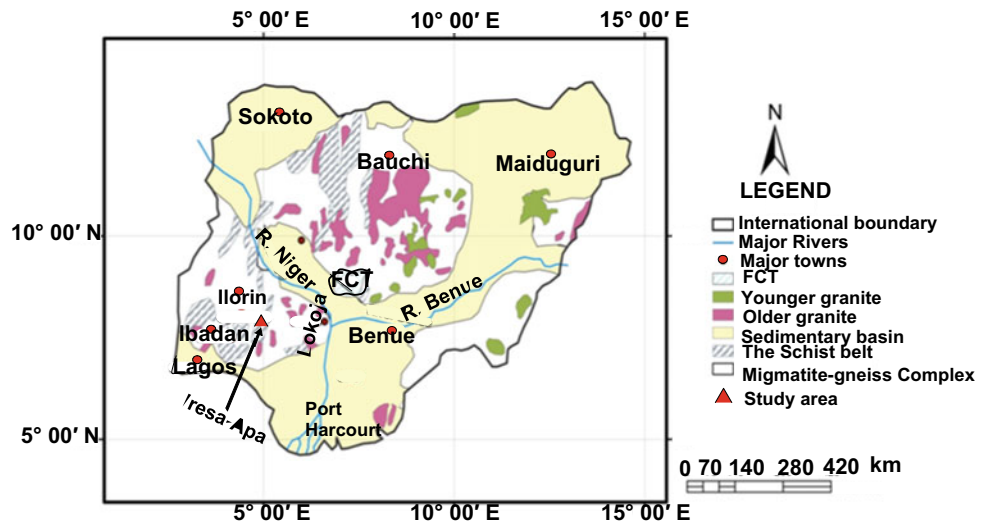 5° 00′ E 10° 00′ E 15° 00′ E
Sokoto
Bauchi
Maiduguri
10° 00′ N
R. Niger
FCT
R. Benue
Ilorin
Lokoja
Ibadan
Benue
Lagos
Iresa-Apa
Port
Harcourt
5° 00′ N
5° 00′ E 10° 00′ E 15° 00′ E
N
LEGEND
International boundary
Major Rivers
Major towns
FCT
Younger granite
Older granite
Sedimentary basin
The Schist belt
Migmatite-gneiss Complex
Study area
0 70 140 280 420 km